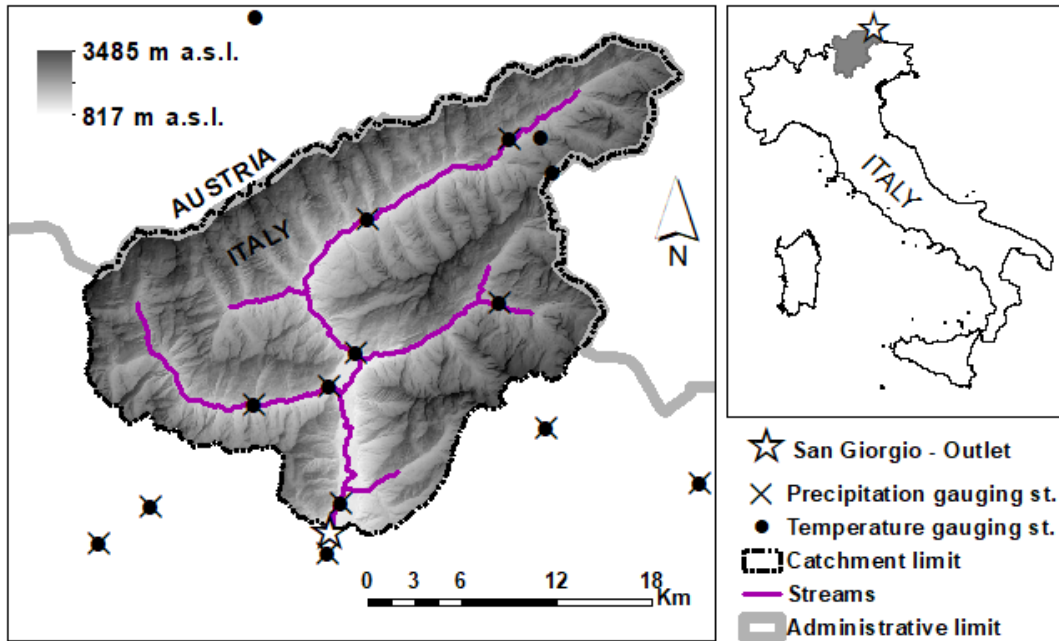 3485 m a.s.l.
817 m a.s.l.
AUSTRIA
ITALY
N
0 3 6 12 18
Km
ITALY
San Giorgio - Outlet
Precipitation gauging st.
Temperature gauging st.
Catchment limit
Streams
Administrative limit